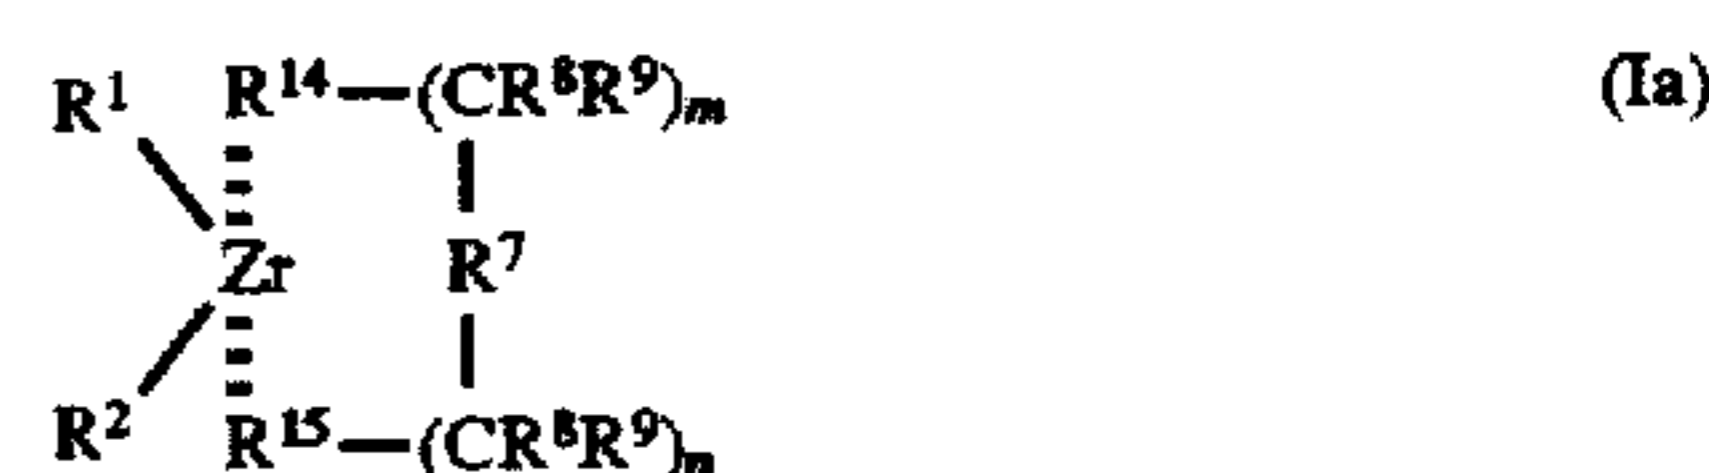 R¹ R¹⁴—(CR⁸R⁹)ₘ (Ia)
Zr R⁷
R² R¹⁵—(CR⁸R⁹)ₙ